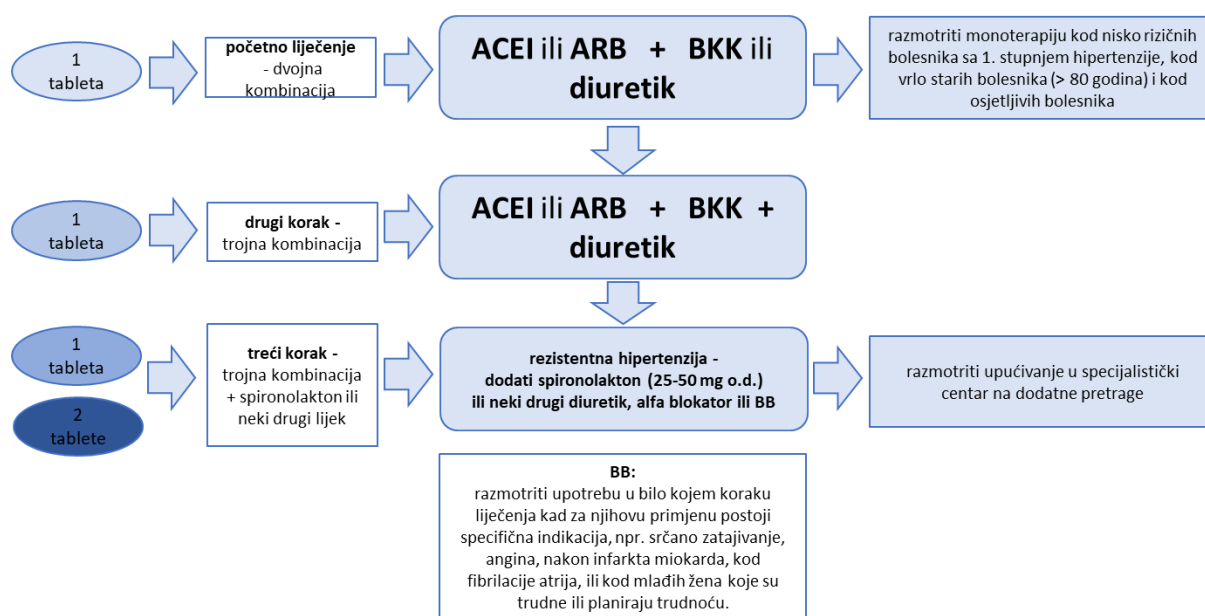 1
tableta
početno liječenje
- dvojna
kombinacija
ACEI ili ARB + BKK ili
diuretik
razmotriti monoterapiju kod nisko rizičnih
bolesnika sa 1. stupnjem hipertenzije, kod
vrlo starih bolesnika (> 80 godina) i kod
osjetljivih bolesnika
1
tableta
drugi korak -
trojna kombinacija
ACEI ili ARB + BKK +
diuretik
1
tableta
2
tablete
treći korak -
trojna kombinacija
+ spironolakton ili
neki drugi lijek
rezistentna hipertenzija -
dodati spironolakton (25-50 mg o.d.)
ili neki drugi diuretik, alfa blokator ili BB
razmotriti upućivanje u specijalistički
centar na dodatne pretrage
BB:
razmotriti upotrebu u bilo kojem koraku
liječenja kad za njihovu primjenu postoji
specifična indikacija, npr. srčano zatajivanje,
angina, nakon infarkta miokarda, kod
fibrilacije atrija, ili kod mlađih žena koje su
trudne ili planiraju trudnoću.